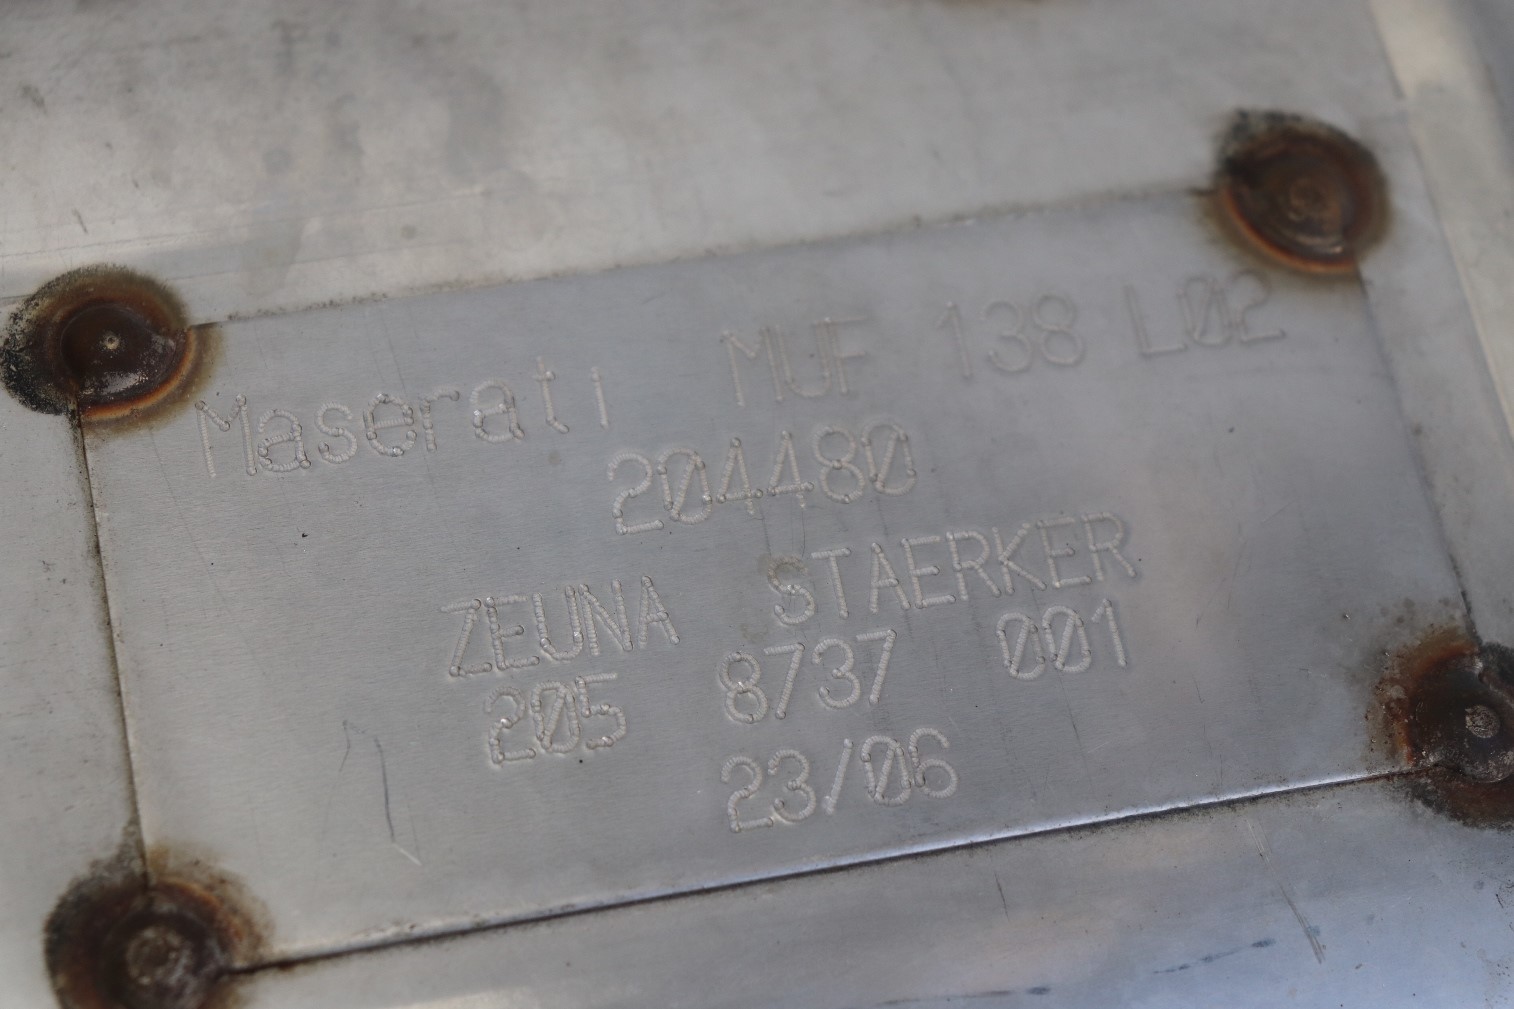 Maserati MUF 138 L02
204480
ZEUNA STAERKER
205 8737 001
23/06